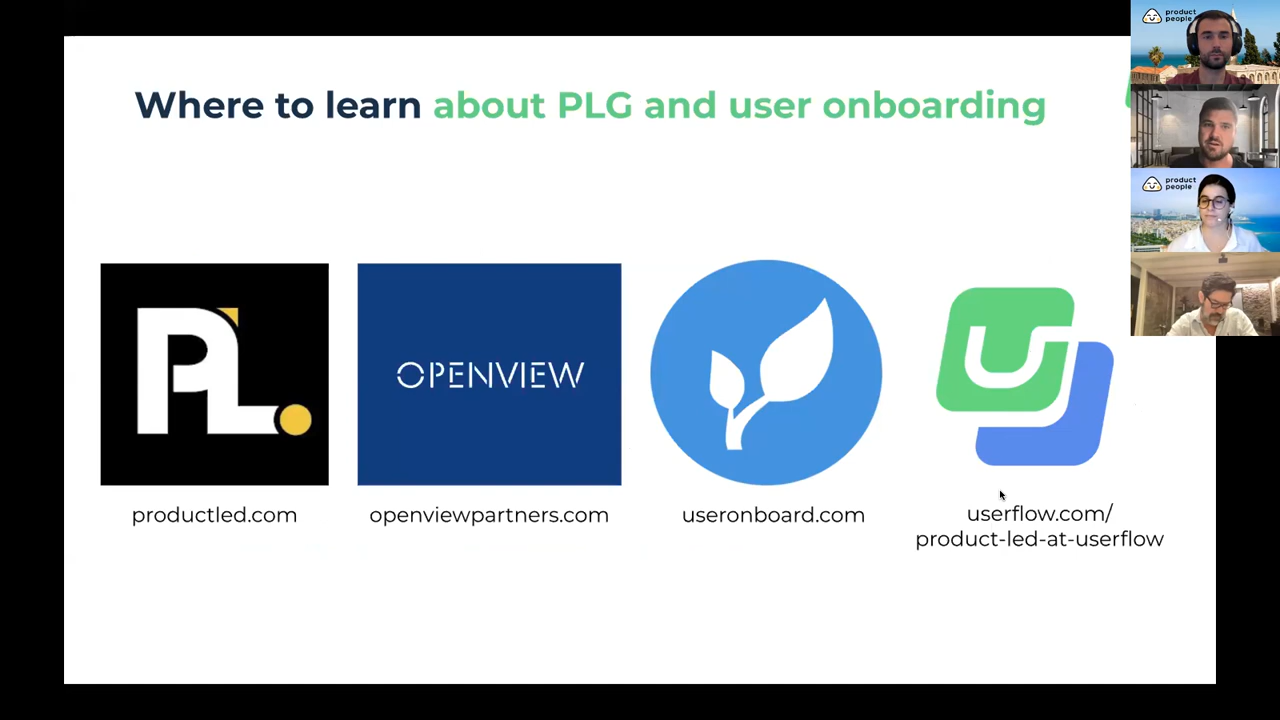 Where to learn about PLG and user onboarding
PL.
OPENVIEW
U
productled.com
openviewpartners.com
useronboard.com
userflow.com/
product-led-at-userflow
product
people
product
people